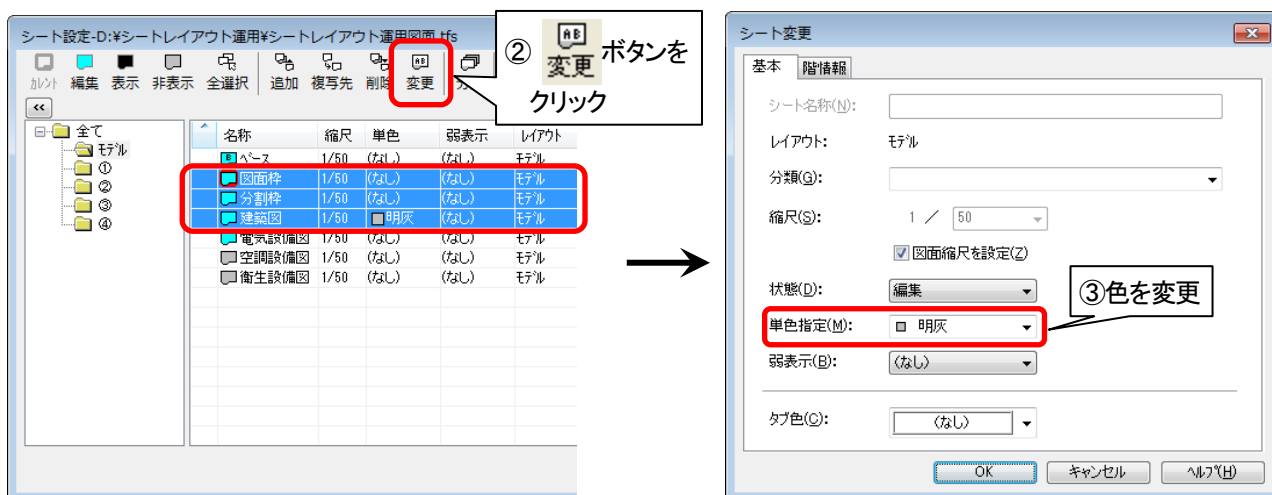 シート設定-D:¥シートレイアウト運用¥シートレイアウト運用図面.tfs
カレント 編集 表示 非表示 全選択 追加 複写先 削除 変更
<<
全て
モデル
①
②
③
④
名称 縮尺 単色 弱表示 レイアウト
ベース 1/50 (なし) (なし) モデル
図面枠 1/50 (なし) (なし) モデル
分割枠 1/50 (なし) (なし) モデル
建築図 1/50 明灰 (なし) モデル
電気設備図 1/50 (なし) (なし) モデル
空調設備図 1/50 (なし) (なし) モデル
衛生設備図 1/50 (なし) (なし) モデル
② AB 変更 ボタンを
クリック
シート変更
基本 階情報
シート名称(N):
レイアウト: モデル
分類(G):
縮尺(S): 1 ／ 50
図面縮尺を設定(Z)
状態(D): 編集
単色指定(M): 明灰
弱表示(B): (なし)
タブ色(C): (なし)
OK キャンセル ヘルプ(H)
③色を変更